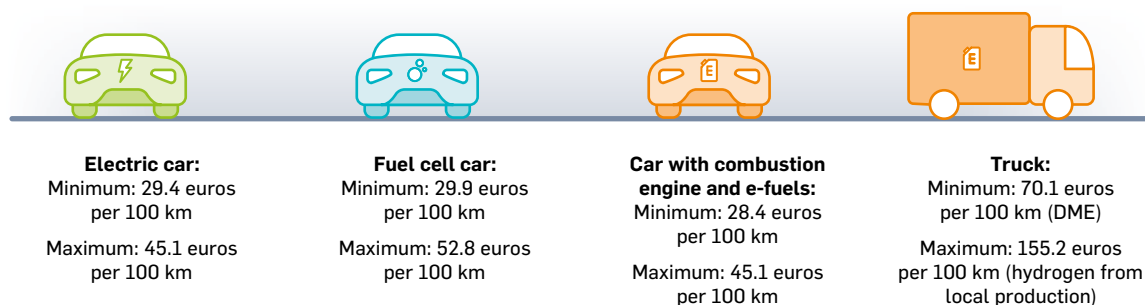 E
E
Electric car:
Minimum: 29.4 euros
per 100 km
Maximum: 45.1 euros
per 100 km
Fuel cell car:
Minimum: 29.9 euros
per 100 km
Maximum: 52.8 euros
per 100 km
Car with combustion
engine and e-fuels:
Minimum: 28.4 euros
per 100 km
Maximum: 45.1 euros
per 100 km
Truck:
Minimum: 70.1 euros
per 100 km (DME)
Maximum: 155.2 euros
per 100 km (hydrogen from
local production)